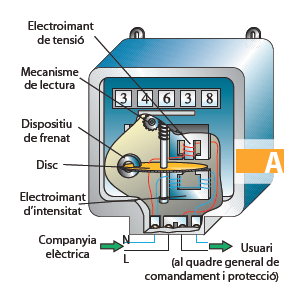 Electroimant
de tensió
Mecanisme
de lectura
3 4 6 3 8
Dispositiu
de frenat
Disc
A
Electroimant
d'intensitat
Companyia
elèctrica
N
L
Usuari
(al quadre general de
comandament i protecció)